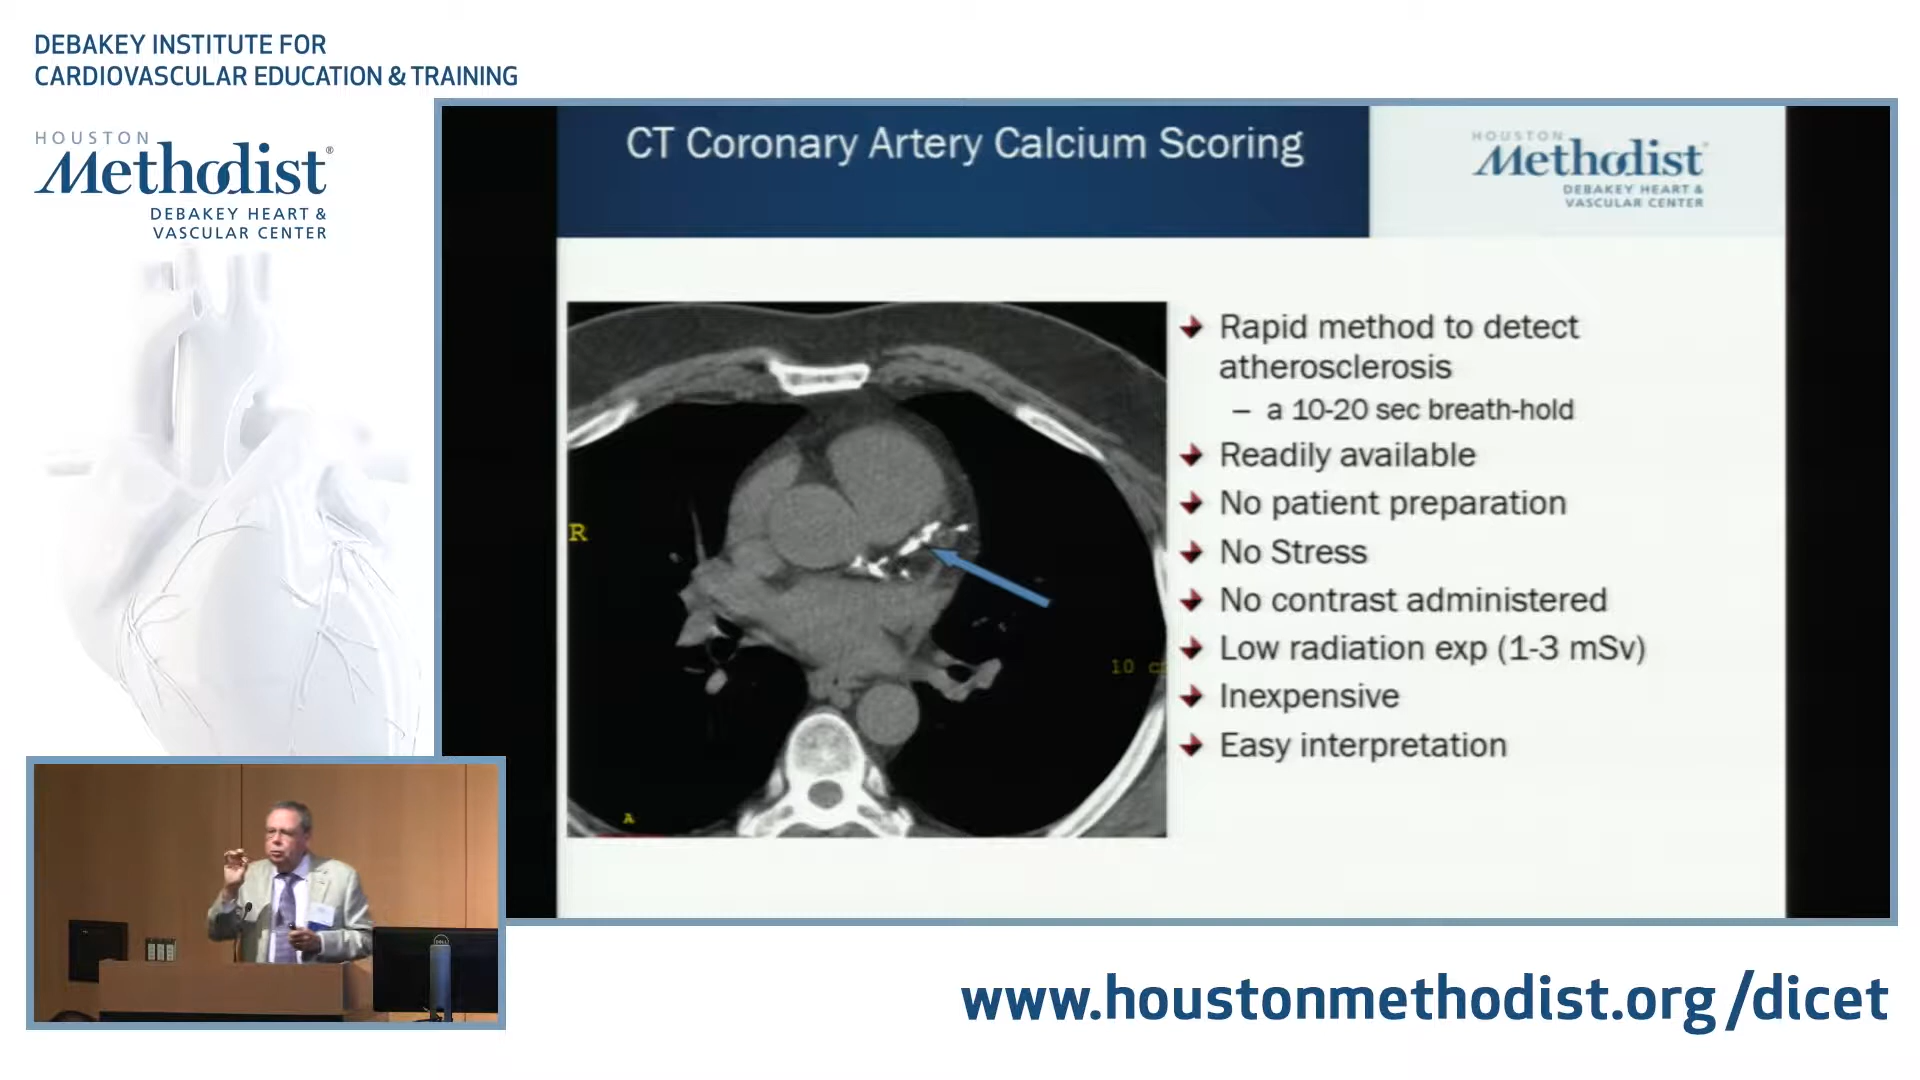 DEBAKEY INSTITUTE FOR
CARDIOVASCULAR EDUCATION & TRAINING
HOUSTON
Methodist®
DEBAKEY HEART &
VASCULAR CENTER
CT Coronary Artery Calcium Scoring
HOUSTON
Methodist
DEBAKEY HEART &
VASCULAR CENTER
Rapid method to detect
atherosclerosis
– a 10-20 sec breath-hold
Readily available
No patient preparation
No Stress
No contrast administered
Low radiation exp (1-3 mSv)
Inexpensive
Easy interpretation
R
10 c
A
DELL
www.houstonmethodist.org/dicet